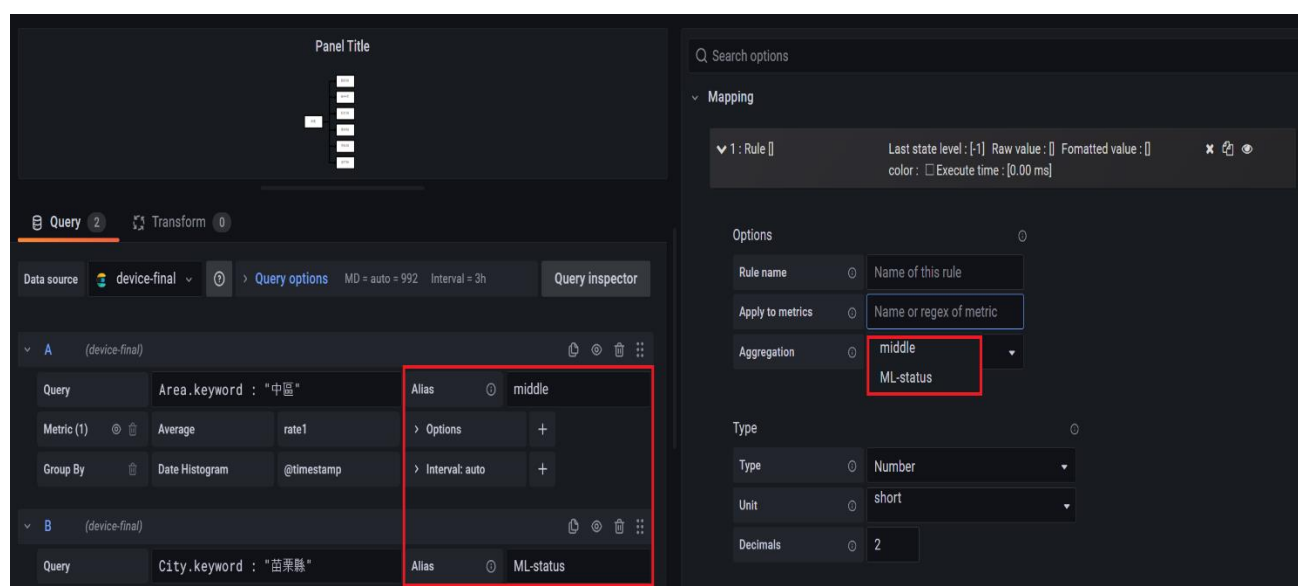 Panel Title
Query 2 Transform 0
Data source device-final Query options MD = auto = 992 Interval = 3h Query inspector
A (device-final)
Query Area.keyword : "中區" Alias middle
Metric (1) Average rate1 Options +
Group By Date Histogram @timestamp Interval: auto +
B (device-final)
Query City.keyword : "苗栗縣" Alias ML-status
Search options
Mapping
1 : Rule [] Last state level : [-1] Raw value : [] Fomatted value : []
color : Execute time : [0.00 ms]
Options
Rule name Name of this rule
Apply to metrics Name or regex of metric
Aggregation middle
ML-status
Type
Type Number
Unit short
Decimals 2